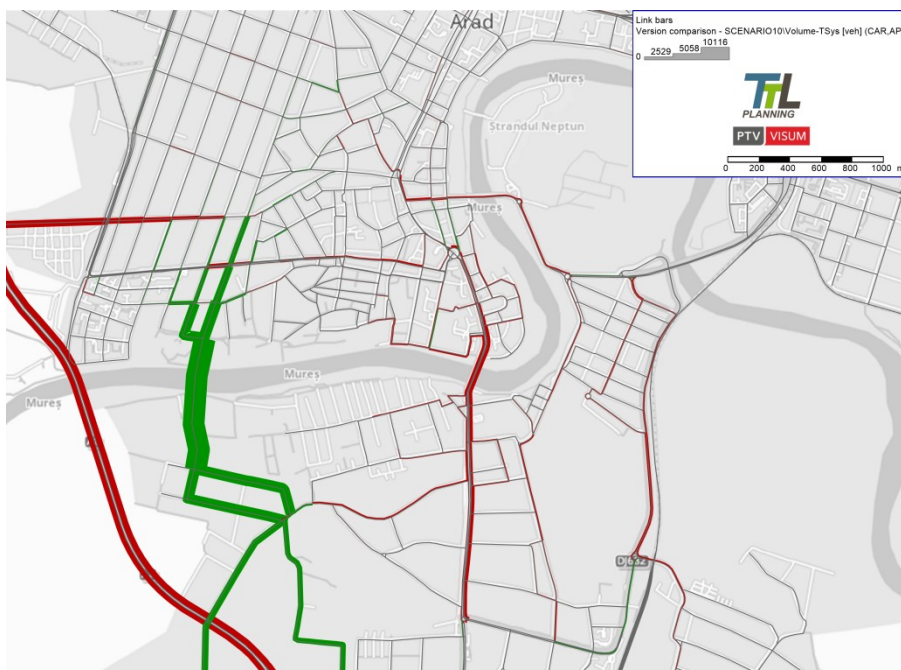 Arad
Link bars
Version comparison - SCENARIO10\Volume-TSys [veh] (CAR,AP
0 2529 5058 10116
TTL
PLANNING
PTV VISUM
0 200 400 600 800 1000
Mureș
Strandul Neptun
Mureș
Mureș
Mureș